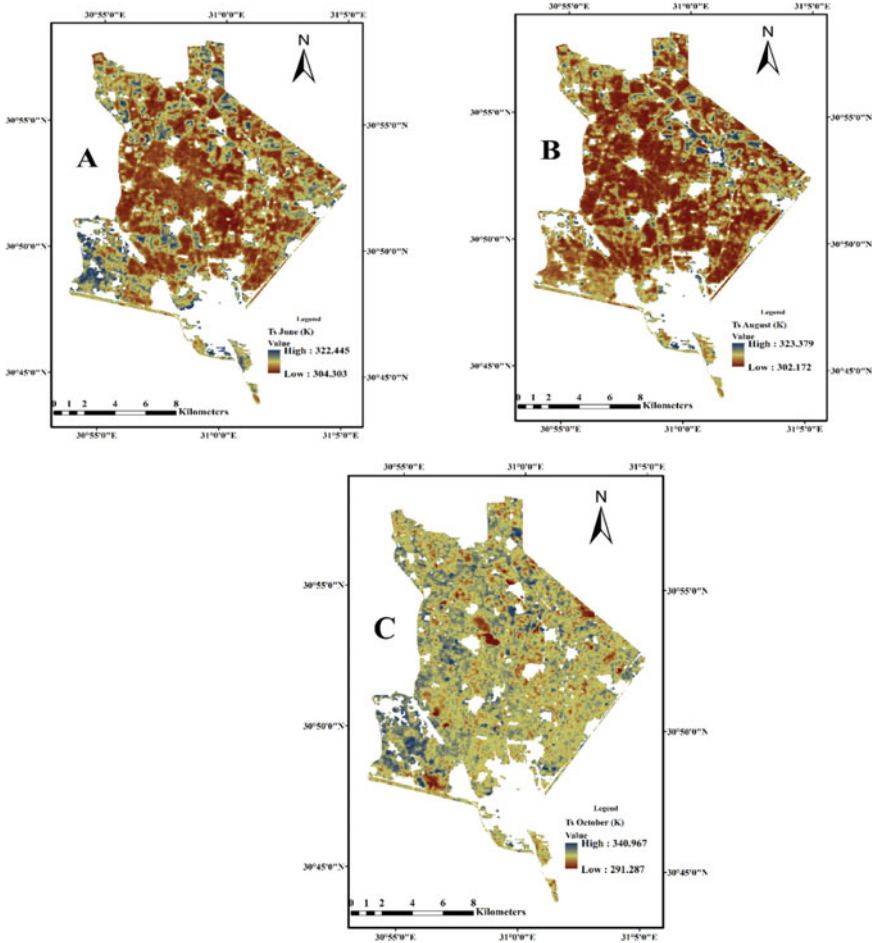 30°55'0"E 31°0'0"E 31°5'0"E
N
30°55'0"N 30°55'0"N
A
30°50'0"N 30°50'0"N
Legend
Ts June (K)
Value
High : 322.445
Low : 304.303
30°45'0"N 30°45'0"N
0 1 2 4 6 8
Kilometers
30°55'0"E 31°0'0"E 31°5'0"E
30°55'0"E 31°0'0"E 31°5'0"E
N
30°55'0"N 30°55'0"N
B
30°50'0"N 30°50'0"N
Legend
Ts August (K)
Value
High : 323.379
Low : 302.172
30°45'0"N 30°45'0"N
0 1 2 4 6 8
Kilometers
30°55'0"E 31°0'0"E 31°5'0"E
30°55'0"E 31°0'0"E 31°5'0"E
N
30°55'0"N 30°55'0"N
C
30°50'0"N 30°50'0"N
Legend
Ts October (K)
Value
High : 340.967
Low : 291.287
30°45'0"N 30°45'0"N
0 1 2 4 6 8
Kilometers
30°55'0"E 31°0'0"E 31°5'0"E